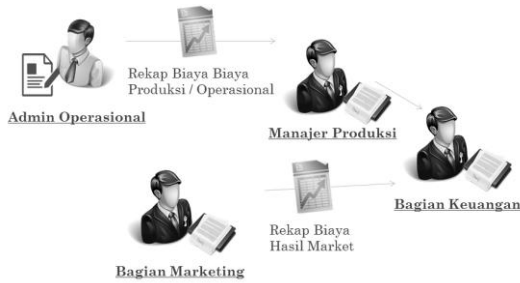 Rekap Biaya Biaya
Produksi / Operasional
Admin Operasional
Manajer Produksi
Bagian Keuangan
Rekap Biaya
Hasil Market
Bagian Marketing